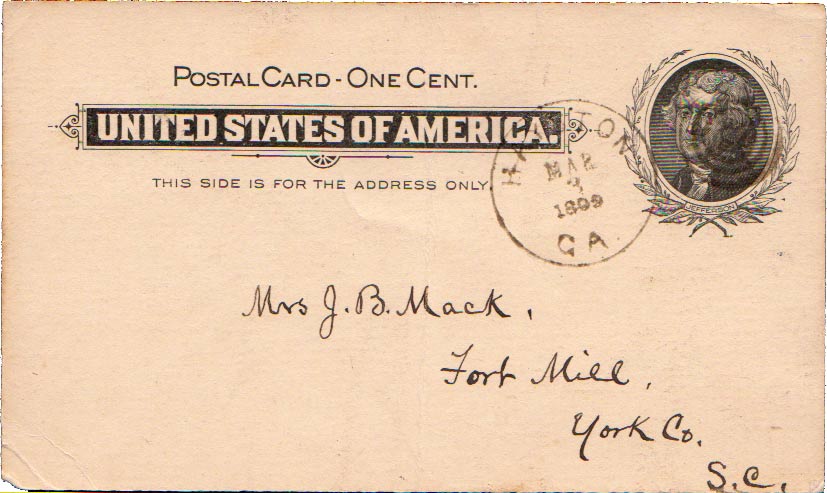 POSTAL CARD - ONE CENT.
UNITED STATES OF AMERICA.
THIS SIDE IS FOR THE ADDRESS ONLY.
JEFFERSON
MAR
GA.
Mrs J. B. Mack,
Fort Mill,
York Co.
S.C.